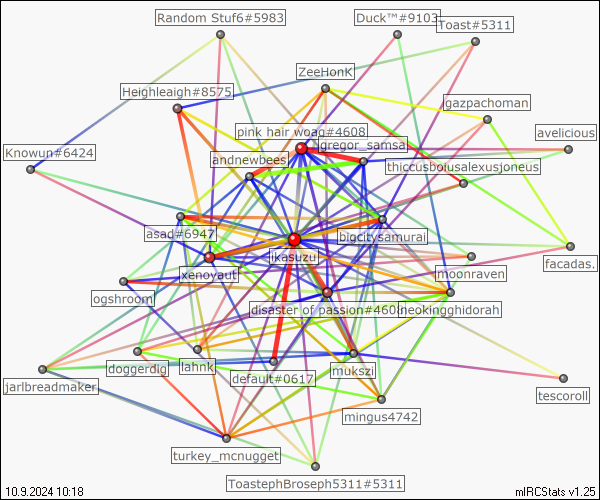 Random Stuf6#5983
Duck™#9103
Toast#5311
ZeeHonK
Heighleaigh#8575
gazpachoman
pink hair woag#4608
gregor_samsa
avelicious
Knowun#6424
andnewbees
thiccusboiusalexusjoneus
asad#6947
bigcitysamurai
ikasuzu
facadas.
xenoyaut
moonraven
ogshroom
disaster of passion#4608
neokingghidorah
doggerdig
lahnk
default#0617
mukszi
jarlbreadmaker
tescoroll
mingus4742
turkey_mcnugget
ToastephBroseph5311#5311
10.9.2024 10:18
mIRCStats v1.25